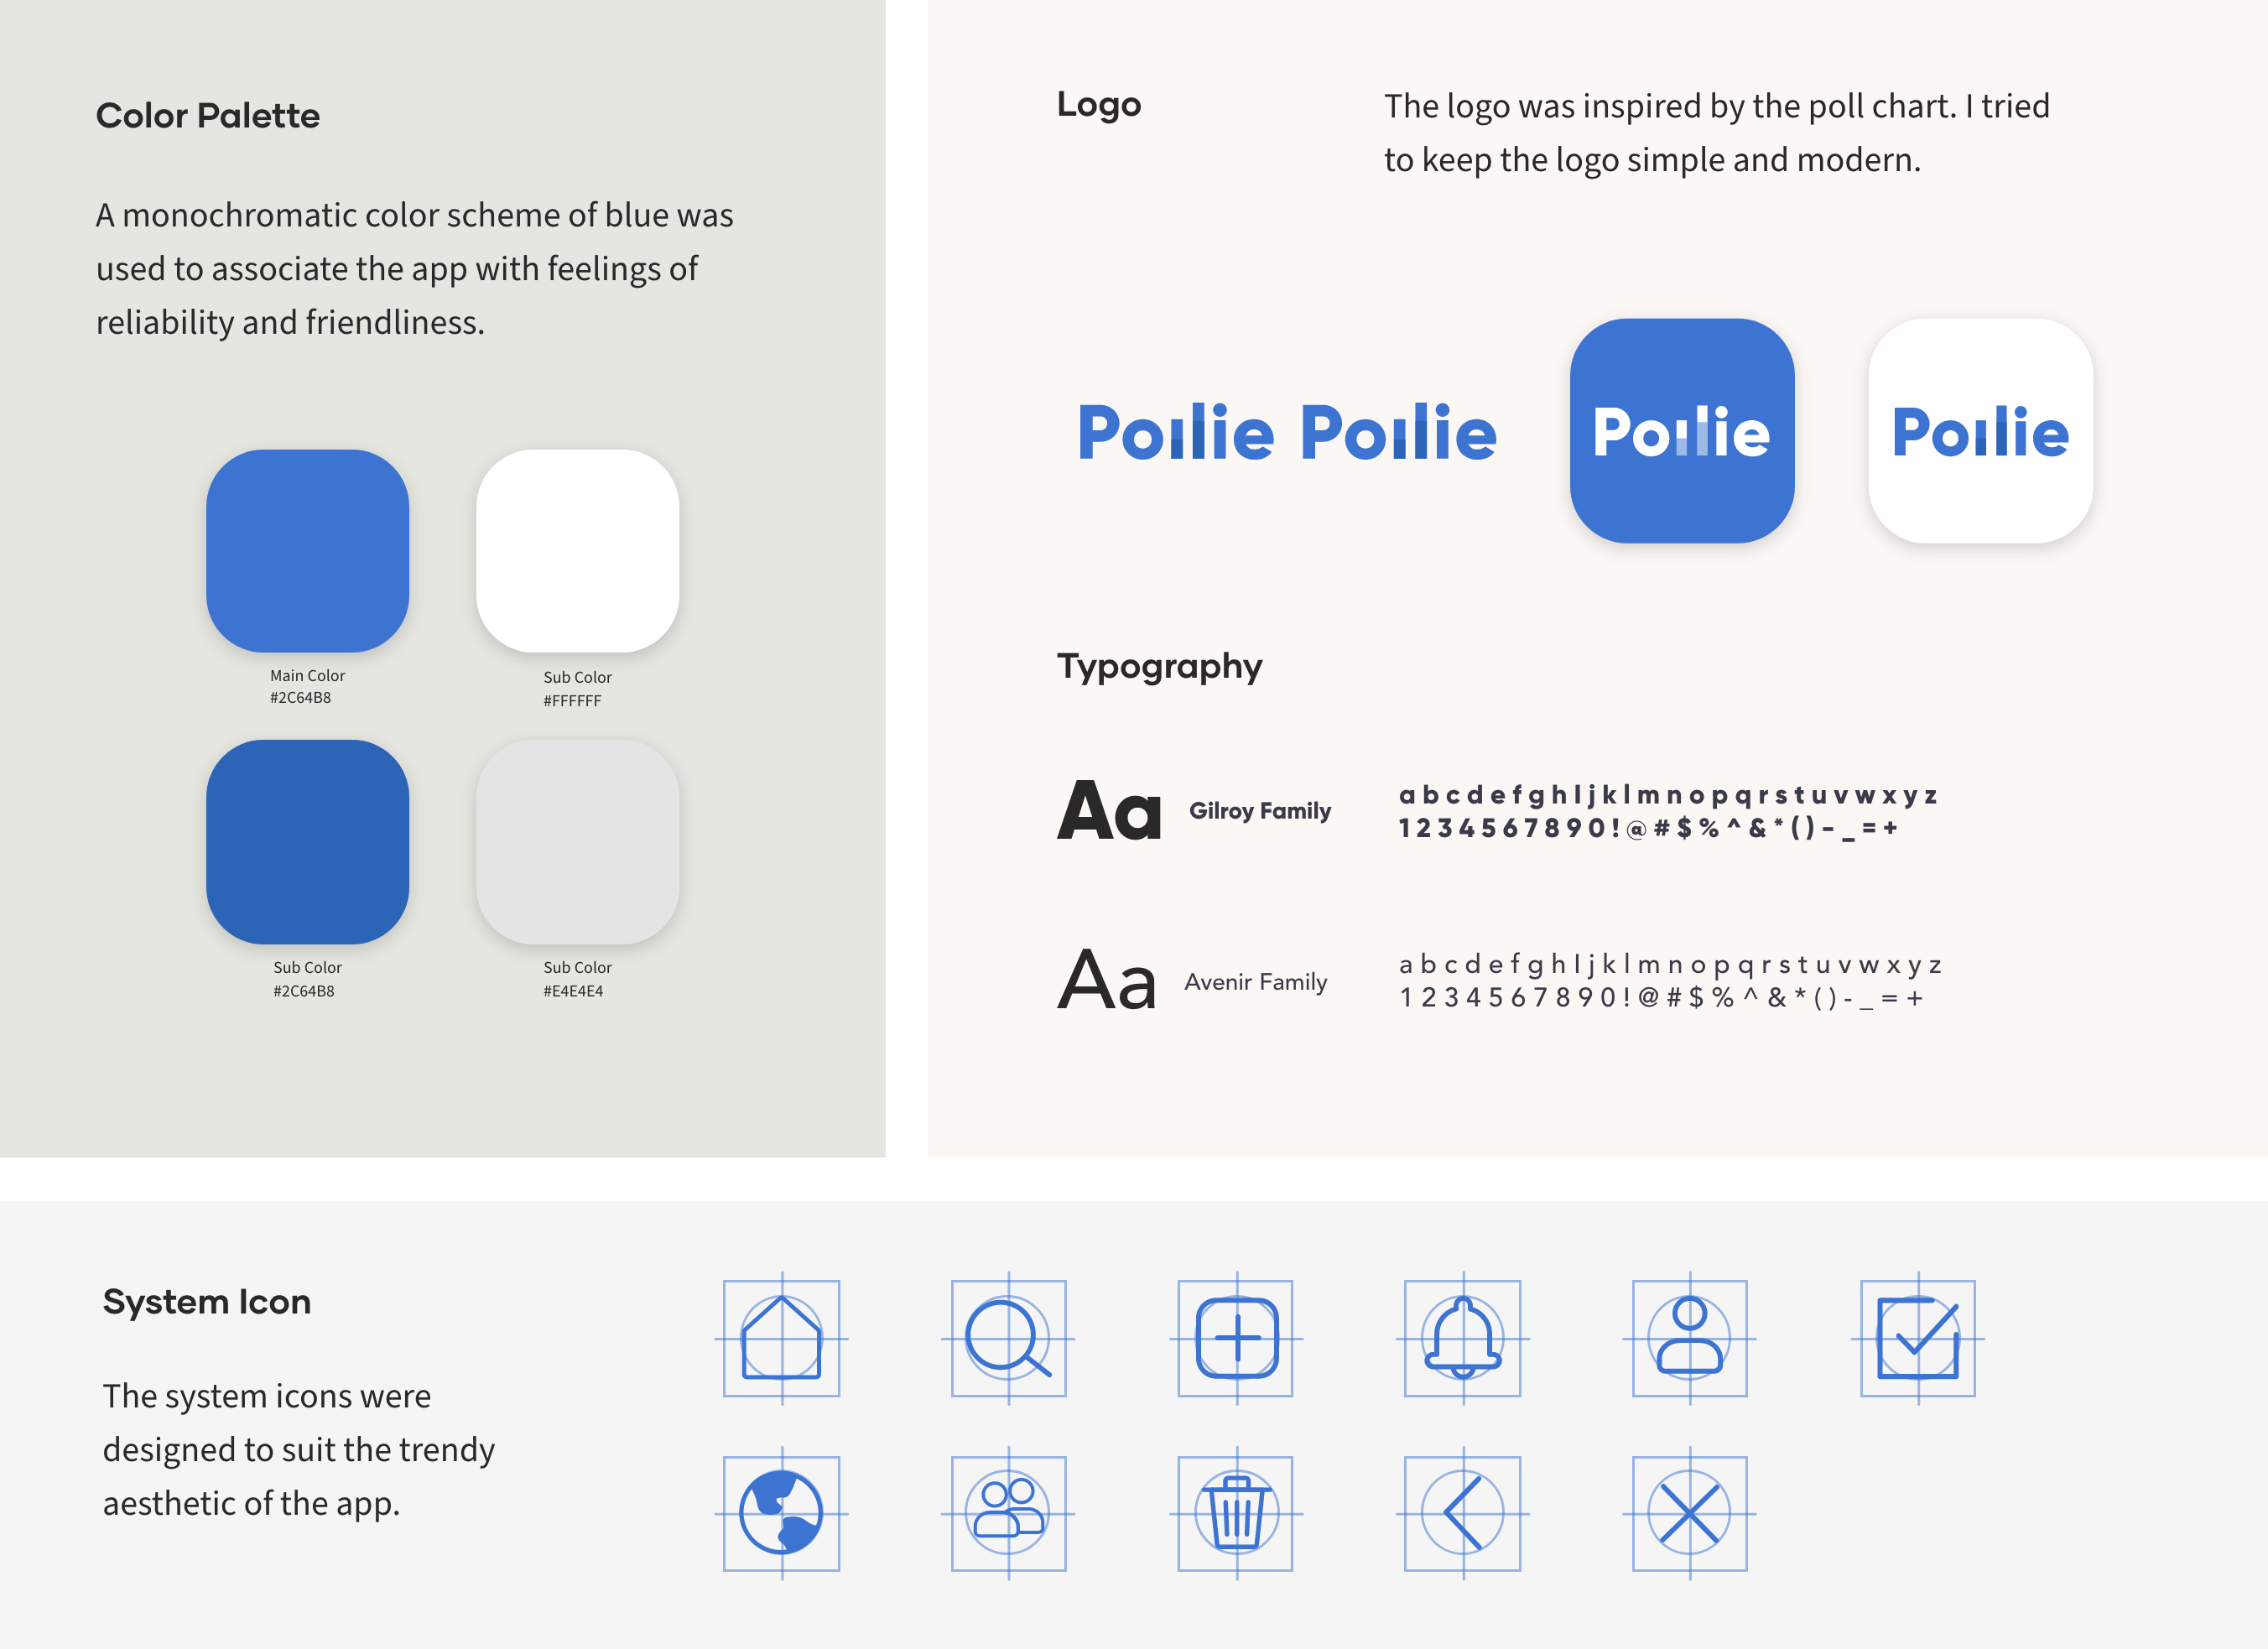 Color Palette
A monochromatic color scheme of blue was
used to associate the app with feelings of
reliability and friendliness.
Main Color
#2C64B8
Sub Color
#FFFFFF
Sub Color
#2C64B8
Sub Color
#E4E4E4
Logo
The logo was inspired by the poll chart. I tried
to keep the logo simple and modern.
Pollie Pollie
Pollie
Pollie
Typography
Aa
Gilroy Family
a b c d e f g h I j k l m n o p q r s t u v w x y z
1 2 3 4 5 6 7 8 9 0 ! @ # $ % ^ & * ( ) - _ = +
Aa
Avenir Family
a b c d e f g h I j k l m n o p q r s t u v w x y z
1 2 3 4 5 6 7 8 9 0 ! @ # $ % ^ & * ( ) - _ = +
System Icon
The system icons were
designed to suit the trendy
aesthetic of the app.